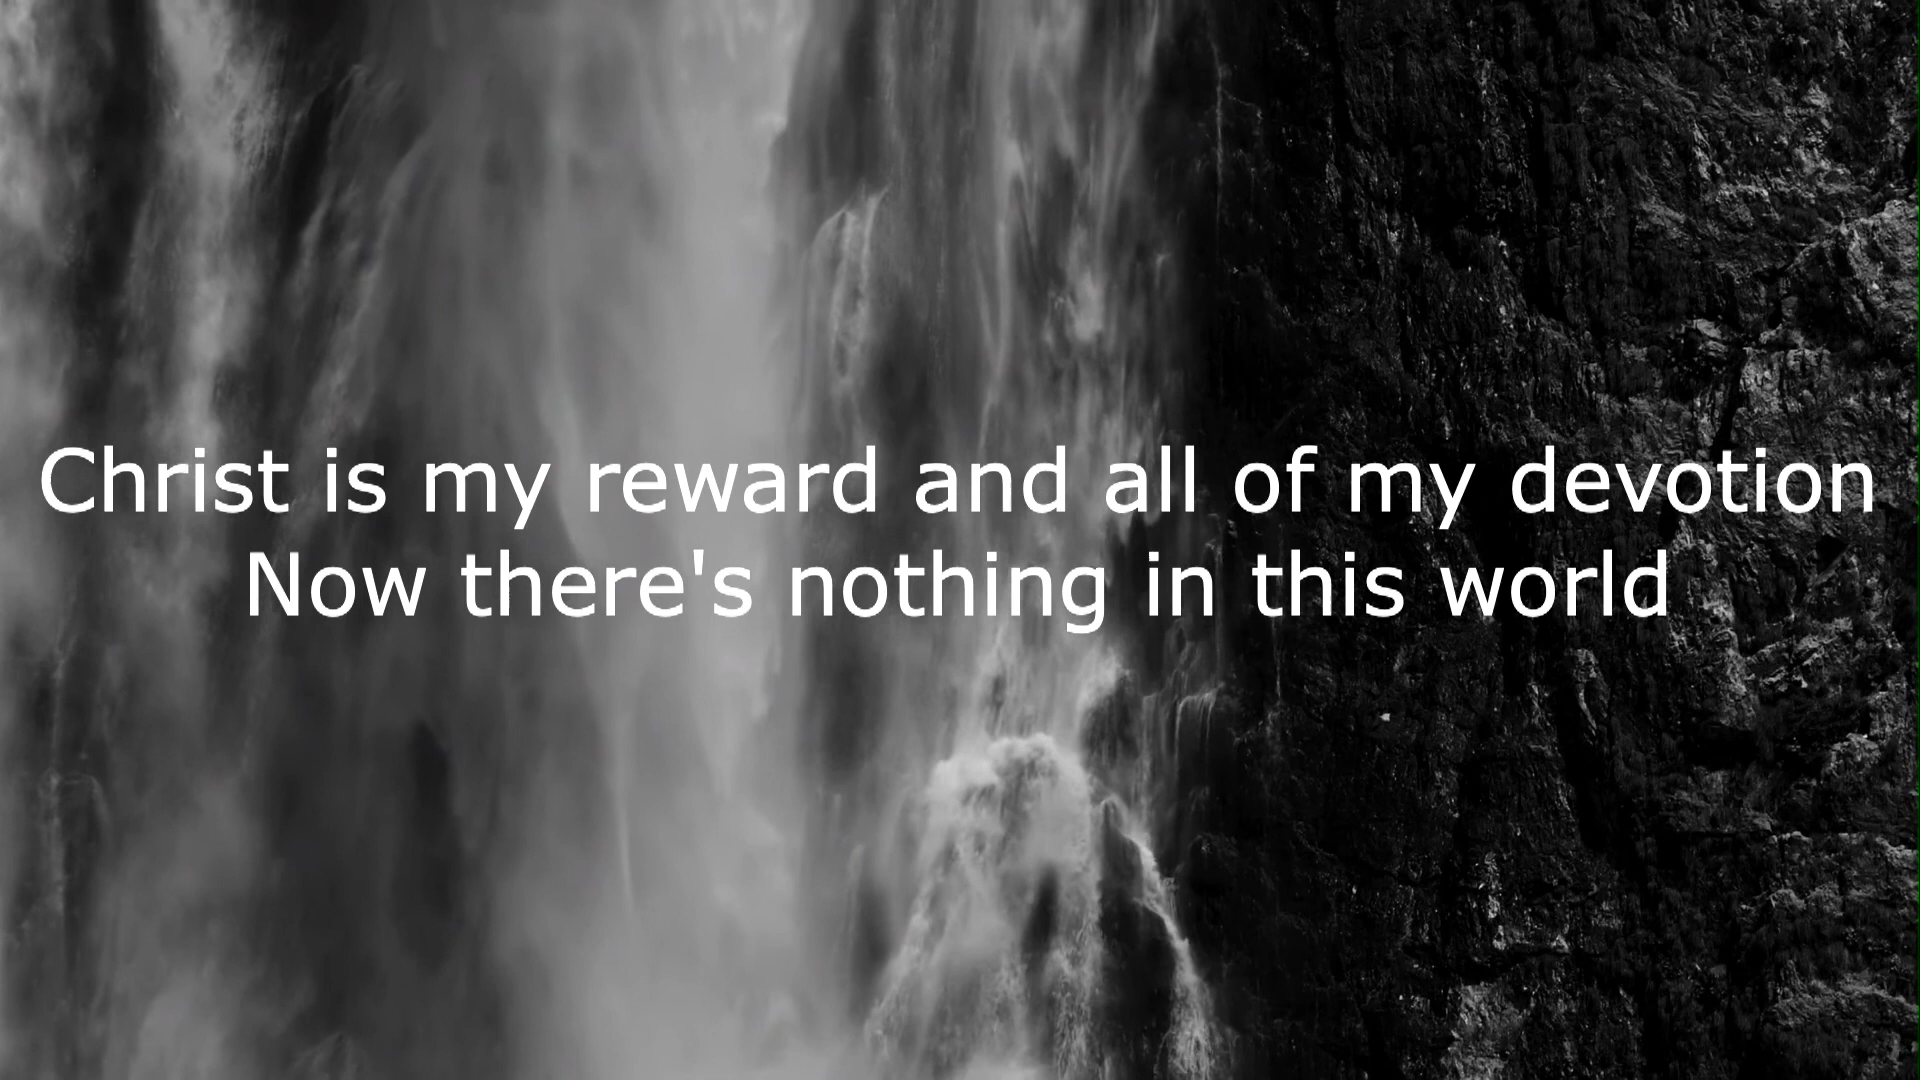 Christ is my reward and all of my devotion
Now there's nothing in this world